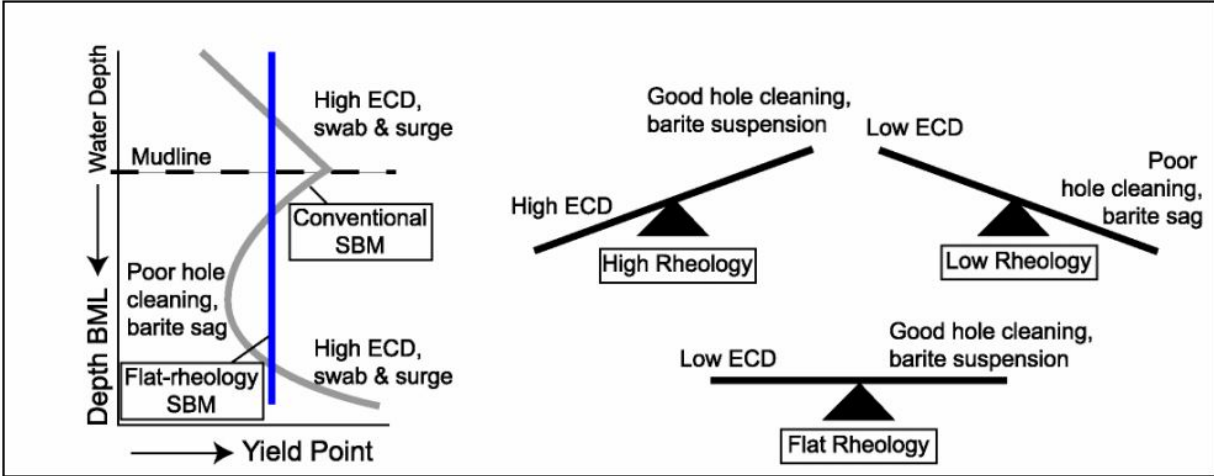 Water Depth
Depth BML
Mudline
High ECD,
swab & surge
Conventional
SBM
Poor hole
cleaning,
barite sag
High ECD,
swab & surge
Flat-rheology
SBM
Yield Point
Good hole cleaning,
barite suspension
High ECD
High Rheology
Low ECD
Poor
hole cleaning,
barite sag
Low Rheology
Low ECD
Good hole cleaning,
barite suspension
Flat Rheology